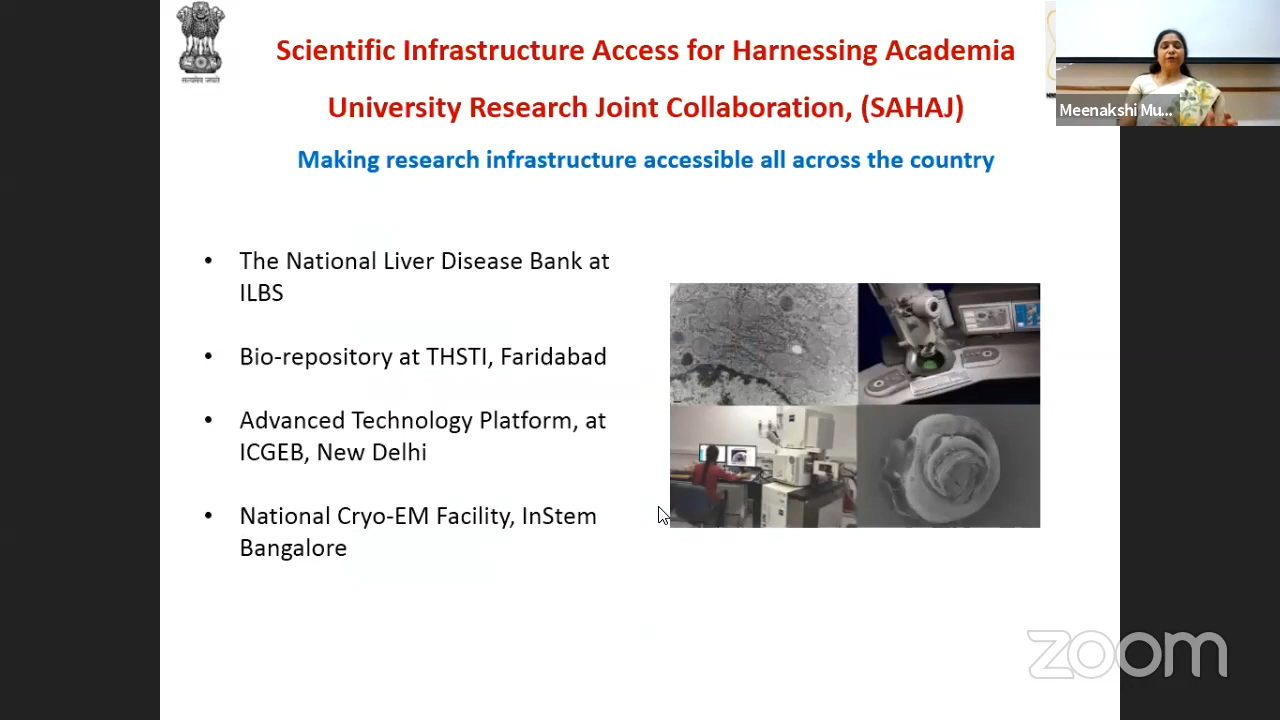 Scientific Infrastructure Access for Harnessing Academia
University Research Joint Collaboration, (SAHAJ)
Making research infrastructure accessible all across the country
Meenakshi Mu...
• The National Liver Disease Bank at
ILBS
• Bio-repository at THSTI, Faridabad
• Advanced Technology Platform, at
ICGEB, New Delhi
• National Cryo-EM Facility, InStem
Bangalore
zoom